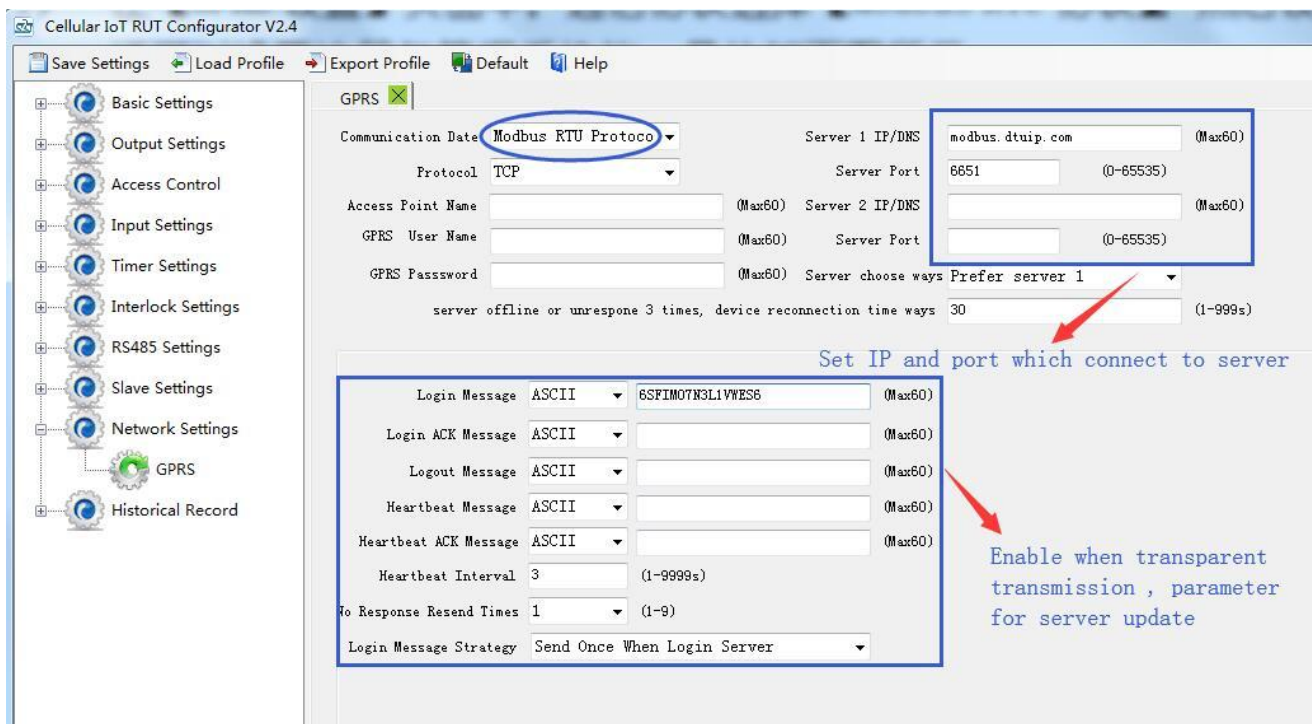 Cellular IoT RUT Configurator V2.4
Save Settings Load Profile Export Profile Default Help
Basic Settings
Output Settings
Access Control
Input Settings
Timer Settings
Interlock Settings
RS485 Settings
Slave Settings
Network Settings
GPRS
Historical Record
GPRS
Communication Date Modbus RTU Protoco Server 1 IP/DNS modbus.dtuip.com (Max60)
Protocol TCP Server Port 6651 (0-65535)
Access Point Name (Max60) Server 2 IP/DNS (Max60)
GPRS User Name (Max60) Server Port (0-65535)
GPRS Passsword (Max60) Server choose ways Prefer server 1
server offline or unrespone 3 times, device reconnection time ways 30 (1-999s)
Set IP and port which connect to server
Login Message ASCII 6SFIMO7N3L1VWES6 (Max60)
Login ACK Message ASCII (Max60)
Logout Message ASCII (Max60)
Heartbeat Message ASCII (Max60)
Heartbeat ACK Message ASCII (Max60)
Heartbeat Interval 3 (1-9999s)
No Response Resend Times 1 (1-9)
Login Message Strategy Send Once When Login Server
Enable when transparent
transmission , parameter
for server update